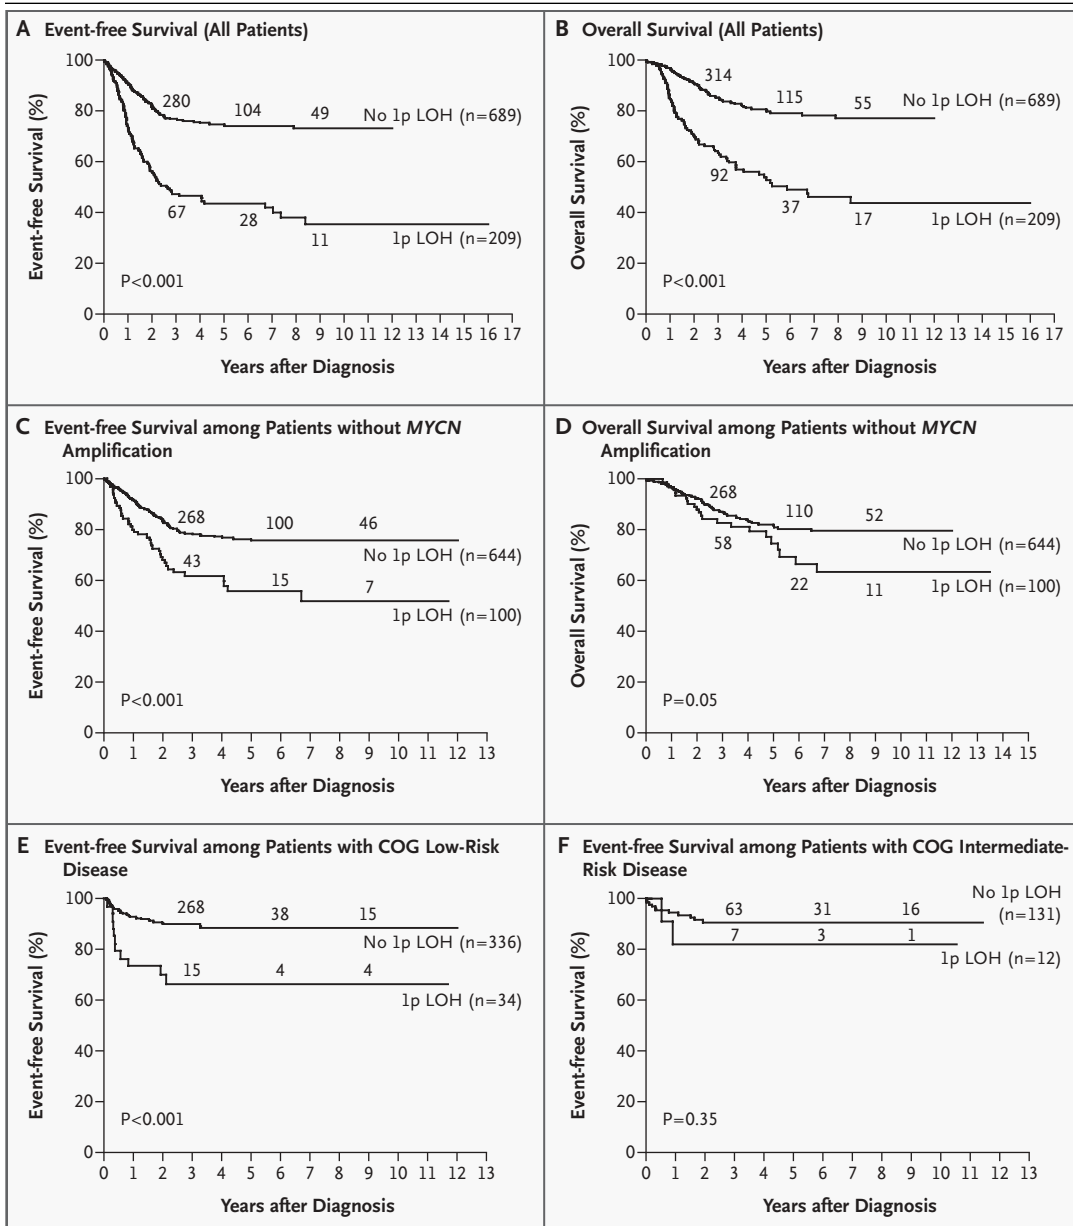 A Event-free Survival (All Patients)
Event-free Survival (%)
100
80
60
40
20
0
280 104 49
No 1p LOH (n=689)
67 28 11
1p LOH (n=209)
P<0.001
0 1 2 3 4 5 6 7 8 9 10 11 12 13 14 15 16 17
Years after Diagnosis
B Overall Survival (All Patients)
Overall Survival (%)
100
80
60
40
20
0
314 115 55
No 1p LOH (n=689)
92 37 17
1p LOH (n=209)
P<0.001
0 1 2 3 4 5 6 7 8 9 10 11 12 13 14 15 16 17
Years after Diagnosis
C Event-free Survival among Patients without MYCN
Amplification
Event-free Survival (%)
100
80
60
40
20
0
268 100 46
No 1p LOH (n=644)
43 15 7
1p LOH (n=100)
P<0.001
0 1 2 3 4 5 6 7 8 9 10 11 12 13
Years after Diagnosis
D Overall Survival among Patients without MYCN
Amplification
Overall Survival (%)
100
80
60
40
20
0
268 110 52
No 1p LOH (n=644)
58 22 11
1p LOH (n=100)
P=0.05
0 1 2 3 4 5 6 7 8 9 10 11 12 13 14 15
Years after Diagnosis
E Event-free Survival among Patients with COG Low-Risk
Disease
Event-free Survival (%)
100
80
60
40
20
0
268 38 15
No 1p LOH (n=336)
15 4 4
1p LOH (n=34)
P<0.001
0 1 2 3 4 5 6 7 8 9 10 11 12 13
Years after Diagnosis
F Event-free Survival among Patients with COG Intermediate-
Risk Disease
Event-free Survival (%)
100
80
60
40
20
0
No 1p LOH
(n=131)
63 31 16
7 3 1
1p LOH (n=12)
P=0.35
0 1 2 3 4 5 6 7 8 9 10 11 12 13
Years after Diagnosis